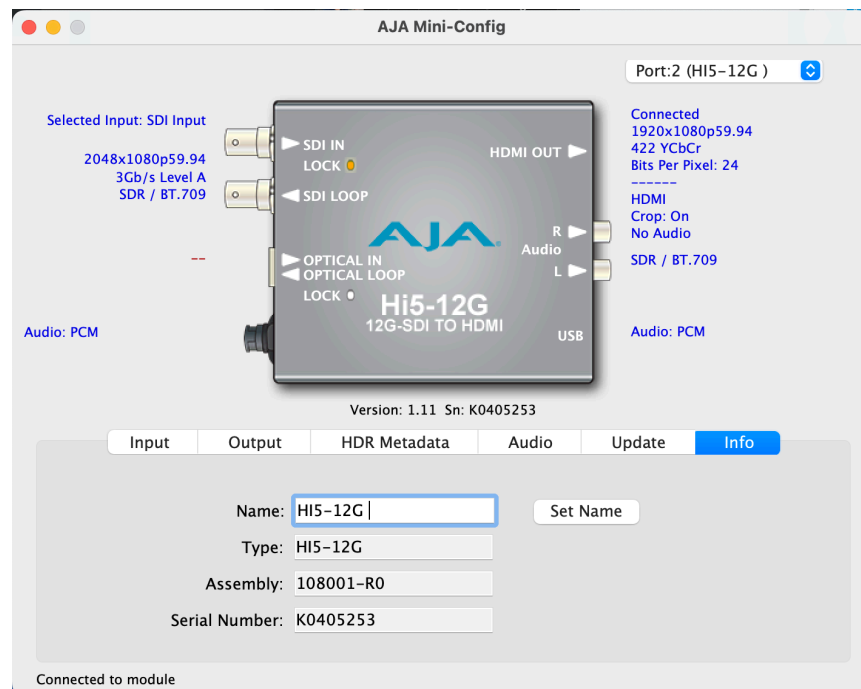 AJA Mini-Config
Port:2 (HI5-12G )
Selected Input: SDI Input
2048x1080p59.94
3Gb/s Level A
SDR / BT.709
--
Audio: PCM
SDI IN
LOCK
SDI LOOP
HDMI OUT
AJA
R
Audio
L
OPTICAL IN
OPTICAL LOOP
LOCK
Hi5-12G
12G-SDI TO HDMI
USB
Connected
1920x1080p59.94
422 YCbCr
Bits Per Pixel: 24
------
HDMI
Crop: On
No Audio
SDR / BT.709
Audio: PCM
Version: 1.11 Sn: K0405253
Input Output HDR Metadata Audio Update Info
Name: HI5-12G Set Name
Type: HI5-12G
Assembly: 108001-R0
Serial Number: K0405253
Connected to module